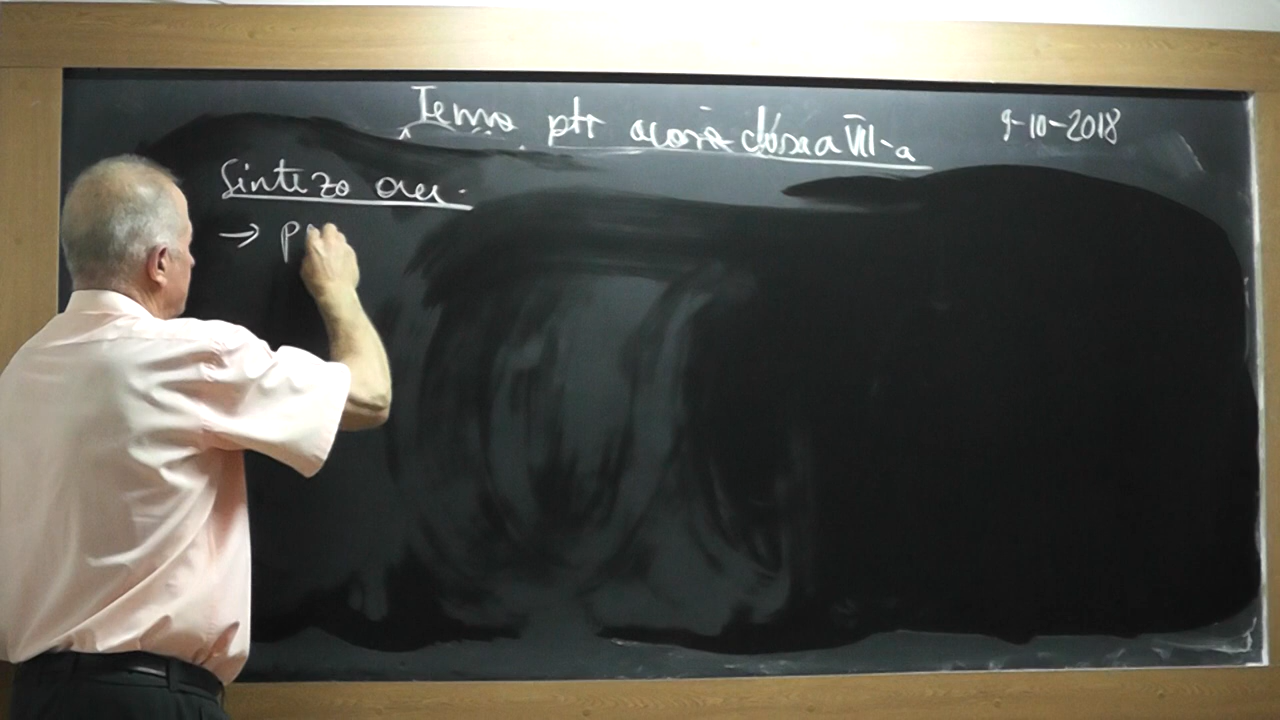 Tema ptr acasă clasa VII-a 9-10-2018
Sinteza orei.
→ p